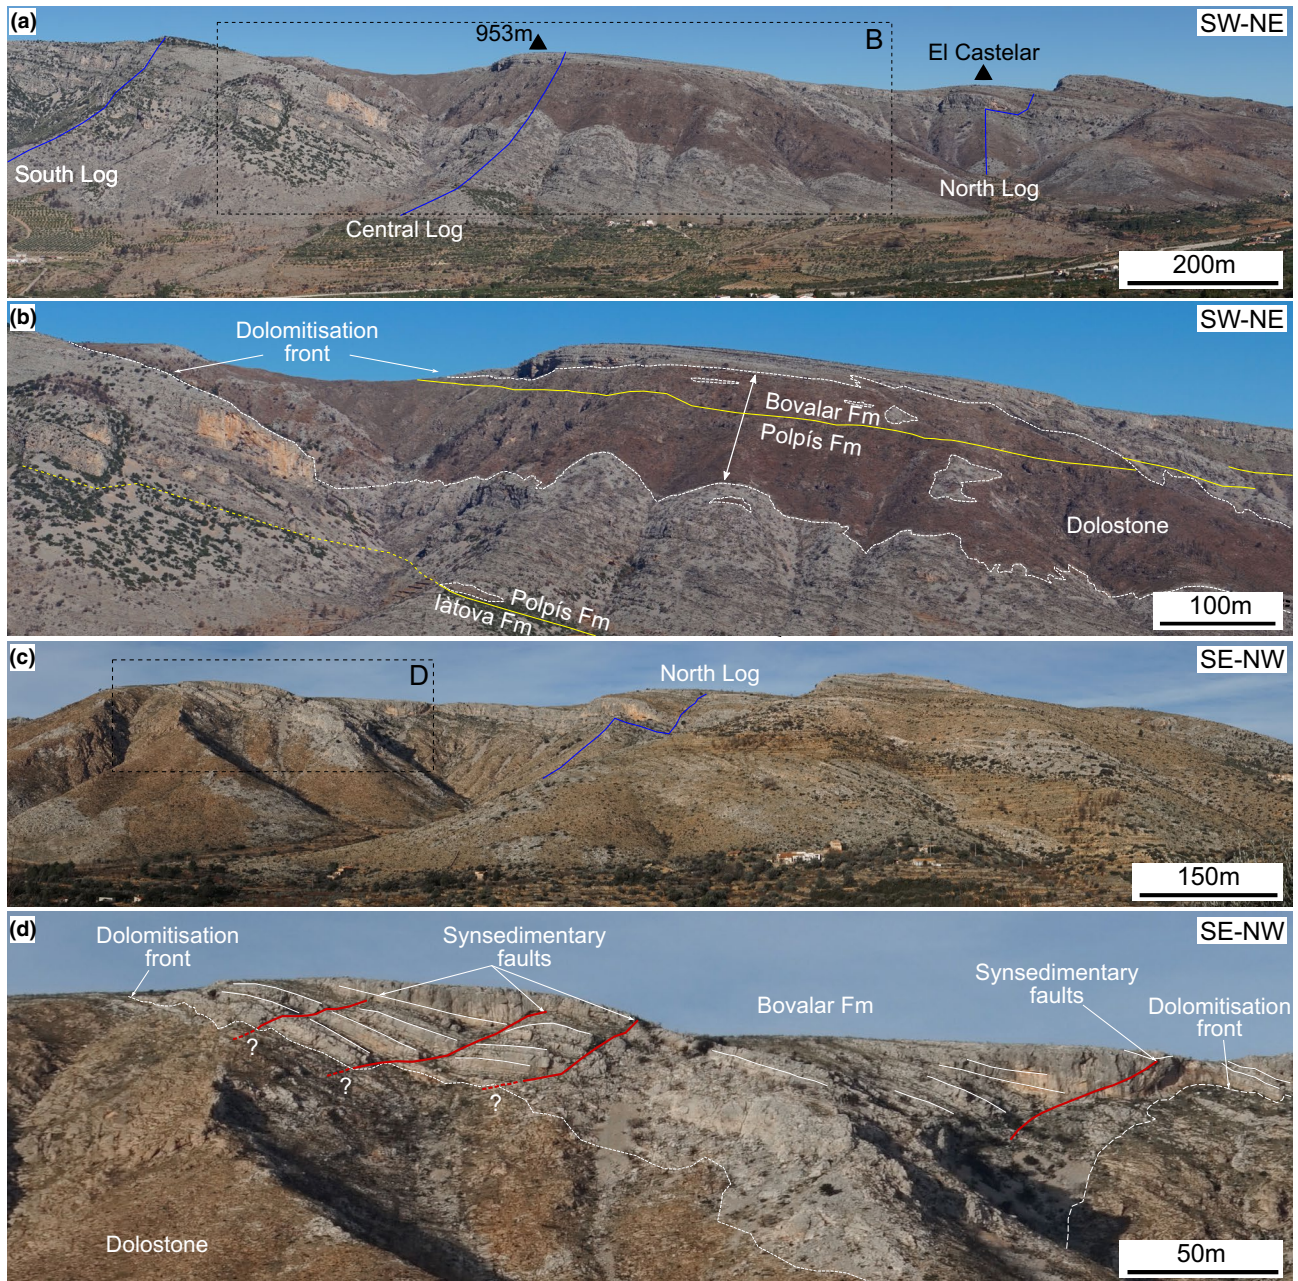 (a)
SW-NE
953m
B
El Castelar
South Log
Central Log
North Log
200m
(b)
SW-NE
Dolomitisation
front
Bovalar Fm
Polpís Fm
Dolostone
Polpís Fm
Iàtova Fm
100m
(c)
SE-NW
D
North Log
150m
(d)
SE-NW
Dolomitisation
front
Synsedimentary
faults
Bovalar Fm
Synsedimentary
faults
Dolomitisation
front
?
?
?
Dolostone
50m